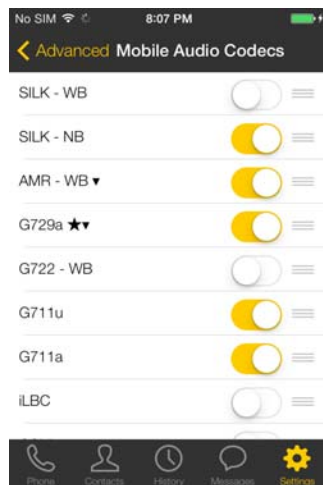 No SIM 8:07 PM
Advanced Mobile Audio Codecs
SILK - WB
SILK - NB
AMR - WB ▾
G729a ★▾
G722 - WB
G711u
G711a
iLBC
Phone Contacts History Messages Settings